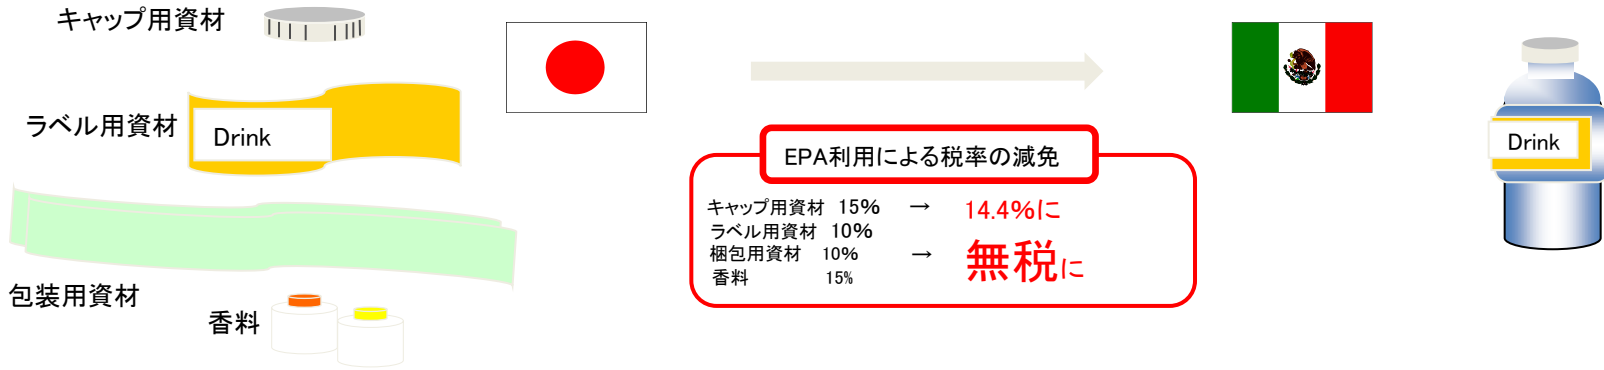 キャップ用資材
ラベル用資材
Drink
包装用資材
香料
EPA利用による税率の減免
キャップ用資材 15% → 14.4%に
ラベル用資材 10%
梱包用資材 10% → 無税に
香料 15%
Drink